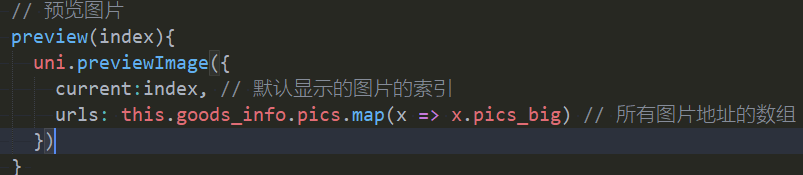 // 预览图片
preview(index){
  uni.previewImage({
    current:index, // 默认显示的图片的索引
    urls: this.goods_info.pics.map(x => x.pics_big) // 所有图片地址的数组
  })
}